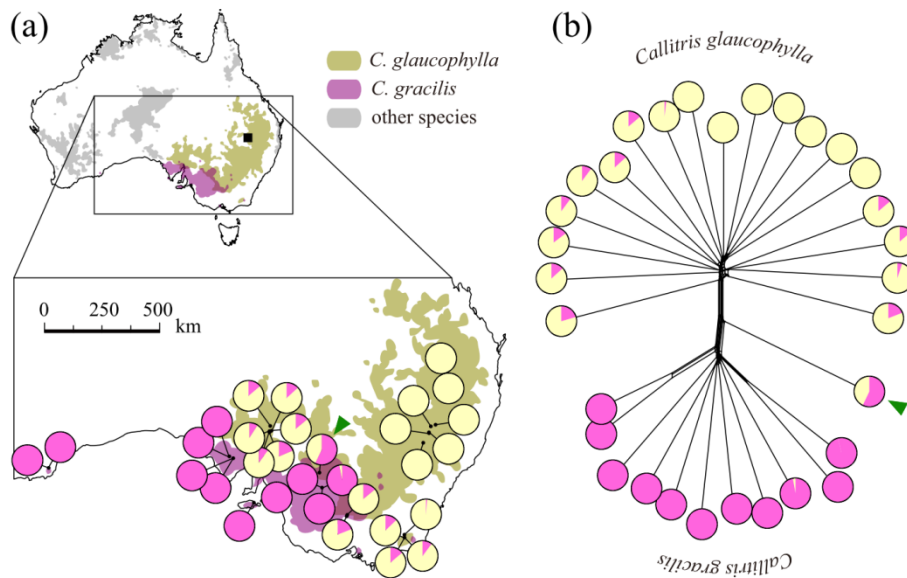 (a)
C. glaucophylla
C. gracilis
other species
0 250 500
km
(b)
Callitris glaucophylla
Callitris gracilis